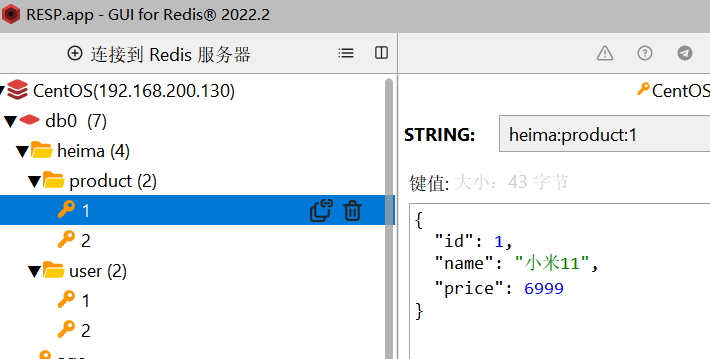 RESP.app - GUI for Redis® 2022.2
连接到 Redis 服务器
CentOS(192.168.200.130)
db0 (7)
heima (4)
product (2)
1
2
user (2)
1
2
CentOS
STRING:
heima:product:1
键值: 大小: 43 字节
{
"id": 1,
"name": "小米11",
"price": 6999
}